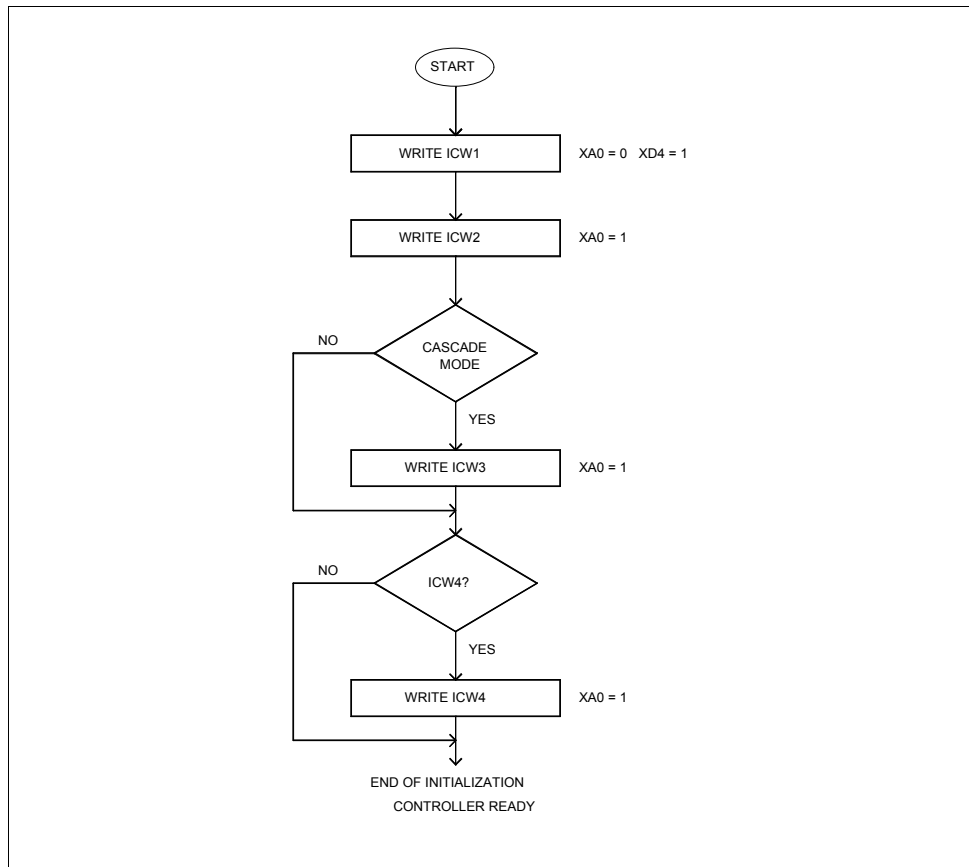 START
WRITE ICW1
XA0 = 0 XD4 = 1
WRITE ICW2
XA0 = 1
NO
CASCADE
MODE
YES
WRITE ICW3
XA0 = 1
NO
ICW4?
YES
WRITE ICW4
XA0 = 1
END OF INITIALIZATION
CONTROLLER READY